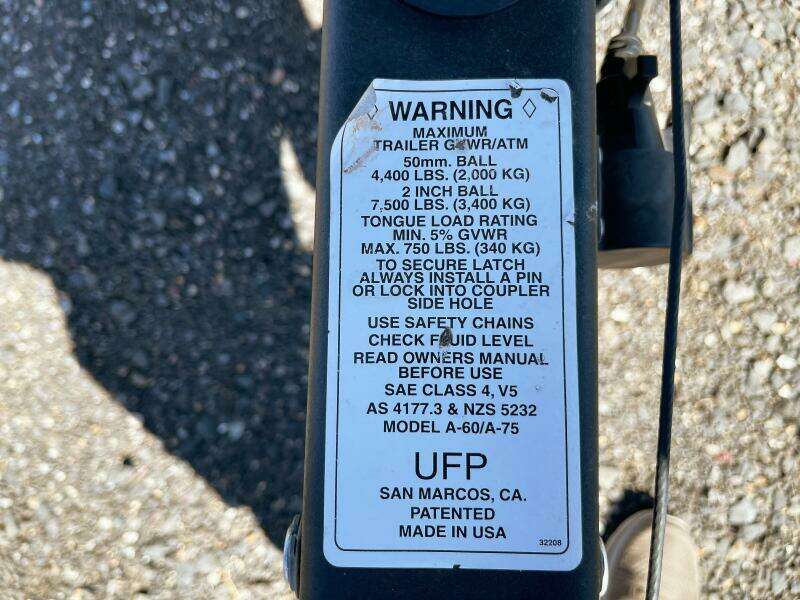 WARNING
MAXIMUM
TRAILER GVWR/ATM
50mm. BALL
4,400 LBS. (2,000 KG)
2 INCH BALL
7,500 LBS. (3,400 KG)
TONGUE LOAD RATING
MIN. 5% GVWR
MAX. 750 LBS. (340 KG)
TO SECURE LATCH
ALWAYS INSTALL A PIN
OR LOCK INTO COUPLER
SIDE HOLE
USE SAFETY CHAINS
CHECK FLUID LEVEL
READ OWNERS MANUAL
BEFORE USE
SAE CLASS 4, V5
AS 4177.3 & NZS 5232
MODEL A-60/A-75
UFP
SAN MARCOS, CA.
PATENTED
MADE IN USA
32208